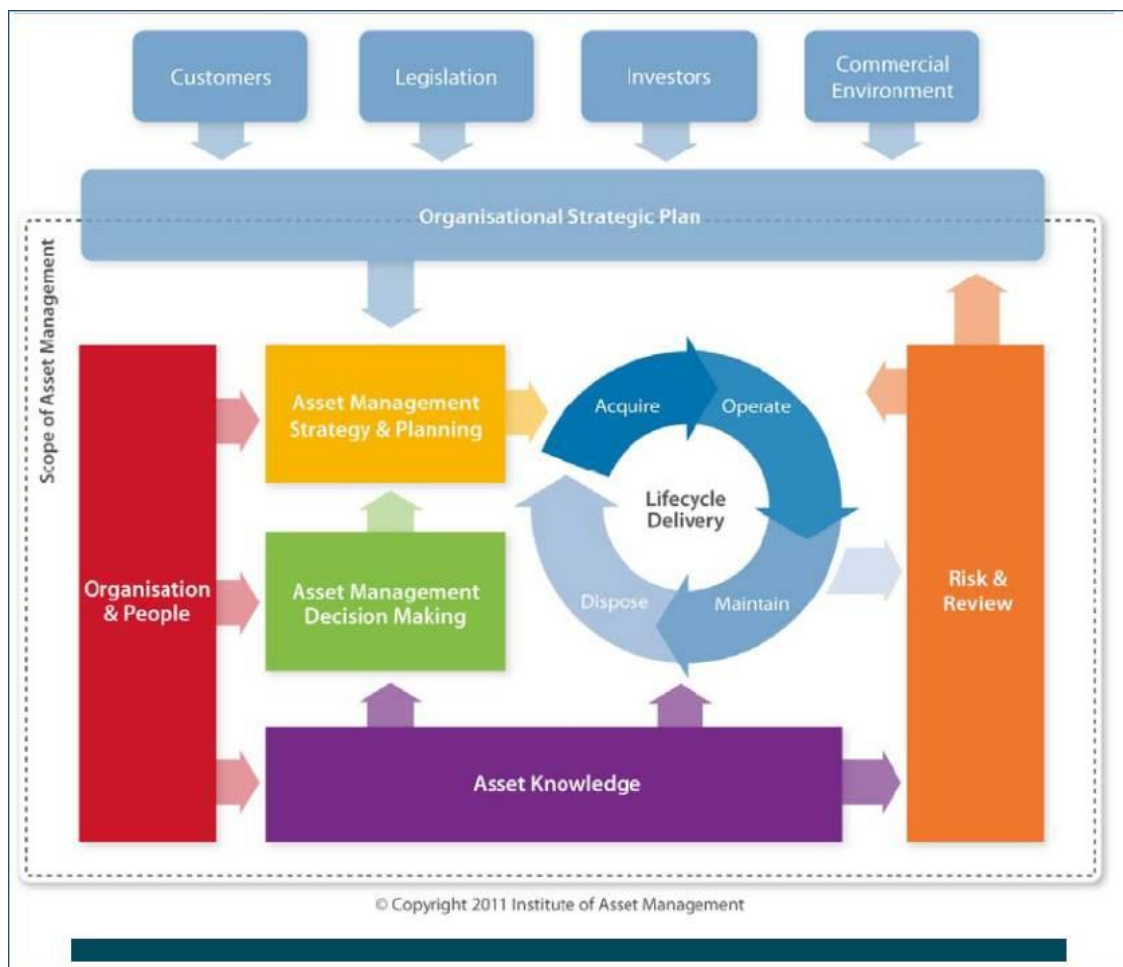 Customers
Legislation
Investors
Commercial
Environment
Organisational Strategic Plan
Scope of Asset Management
Asset Management
Strategy & Planning
Acquire
Operate
Lifecycle
Delivery
Organisation
& People
Asset Management
Decision Making
Dispose
Maintain
Risk &
Review
Asset Knowledge
© Copyright 2011 Institute of Asset Management